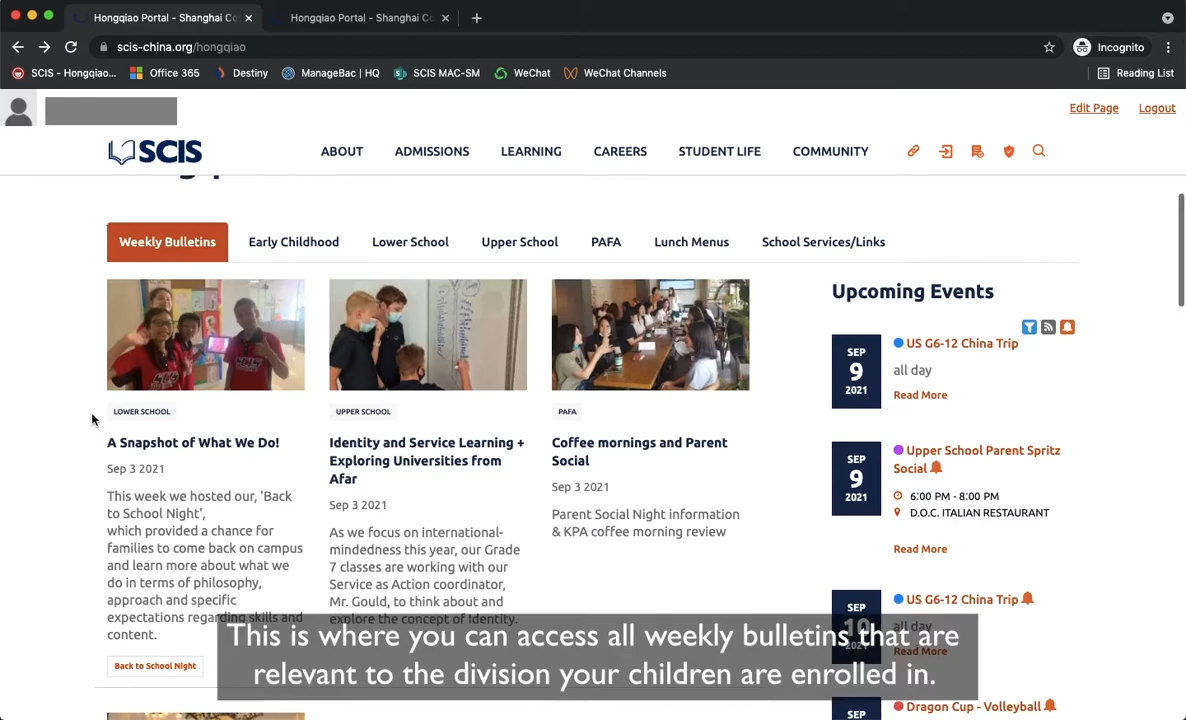 Hongqiao Portal - Shanghai Co
Hongqiao Portal - Shanghai Co
scis-china.org/hongqiao
Incognito
SCIS - Hongqiao...
Office 365
Destiny
ManageBac | HQ
SCIS MAC-SM
WeChat
WeChat Channels
Reading List
Edit Page
Logout
SCIS
ABOUT
ADMISSIONS
LEARNING
CAREERS
STUDENT LIFE
COMMUNITY
Weekly Bulletins
Early Childhood
Lower School
Upper School
PAFA
Lunch Menus
School Services/Links
LOWER SCHOOL
A Snapshot of What We Do!
Sep 3 2021
This week we hosted our, 'Back
to School Night',
which provided a chance for
families to come back on campus
and learn more about what we
do in terms of philosophy,
approach and specific
expectations regarding skills and
content.
Back to School Night
UPPER SCHOOL
Identity and Service Learning +
Exploring Universities from
Afar
Sep 3 2021
As we focus on international-
mindedness this year, our Grade
7 classes are working with our
Service as Action coordinator,
Mr. Gould, to think about and
explore the concept of Identity.
PAFA
Coffee mornings and Parent
Social
Sep 3 2021
Parent Social Night information
& KPA coffee morning review
Upcoming Events
SEP
9
2021
US G6-12 China Trip
all day
Read More
SEP
9
2021
Upper School Parent Spritz
Social
6:00 PM - 8:00 PM
D.O.C. ITALIAN RESTAURANT
Read More
SEP
10
2021
US G6-12 China Trip
all day
Read More
SEP
Dragon Cup - Volleyball
This is where you can access all weekly bulletins that are
relevant to the division your children are enrolled in.